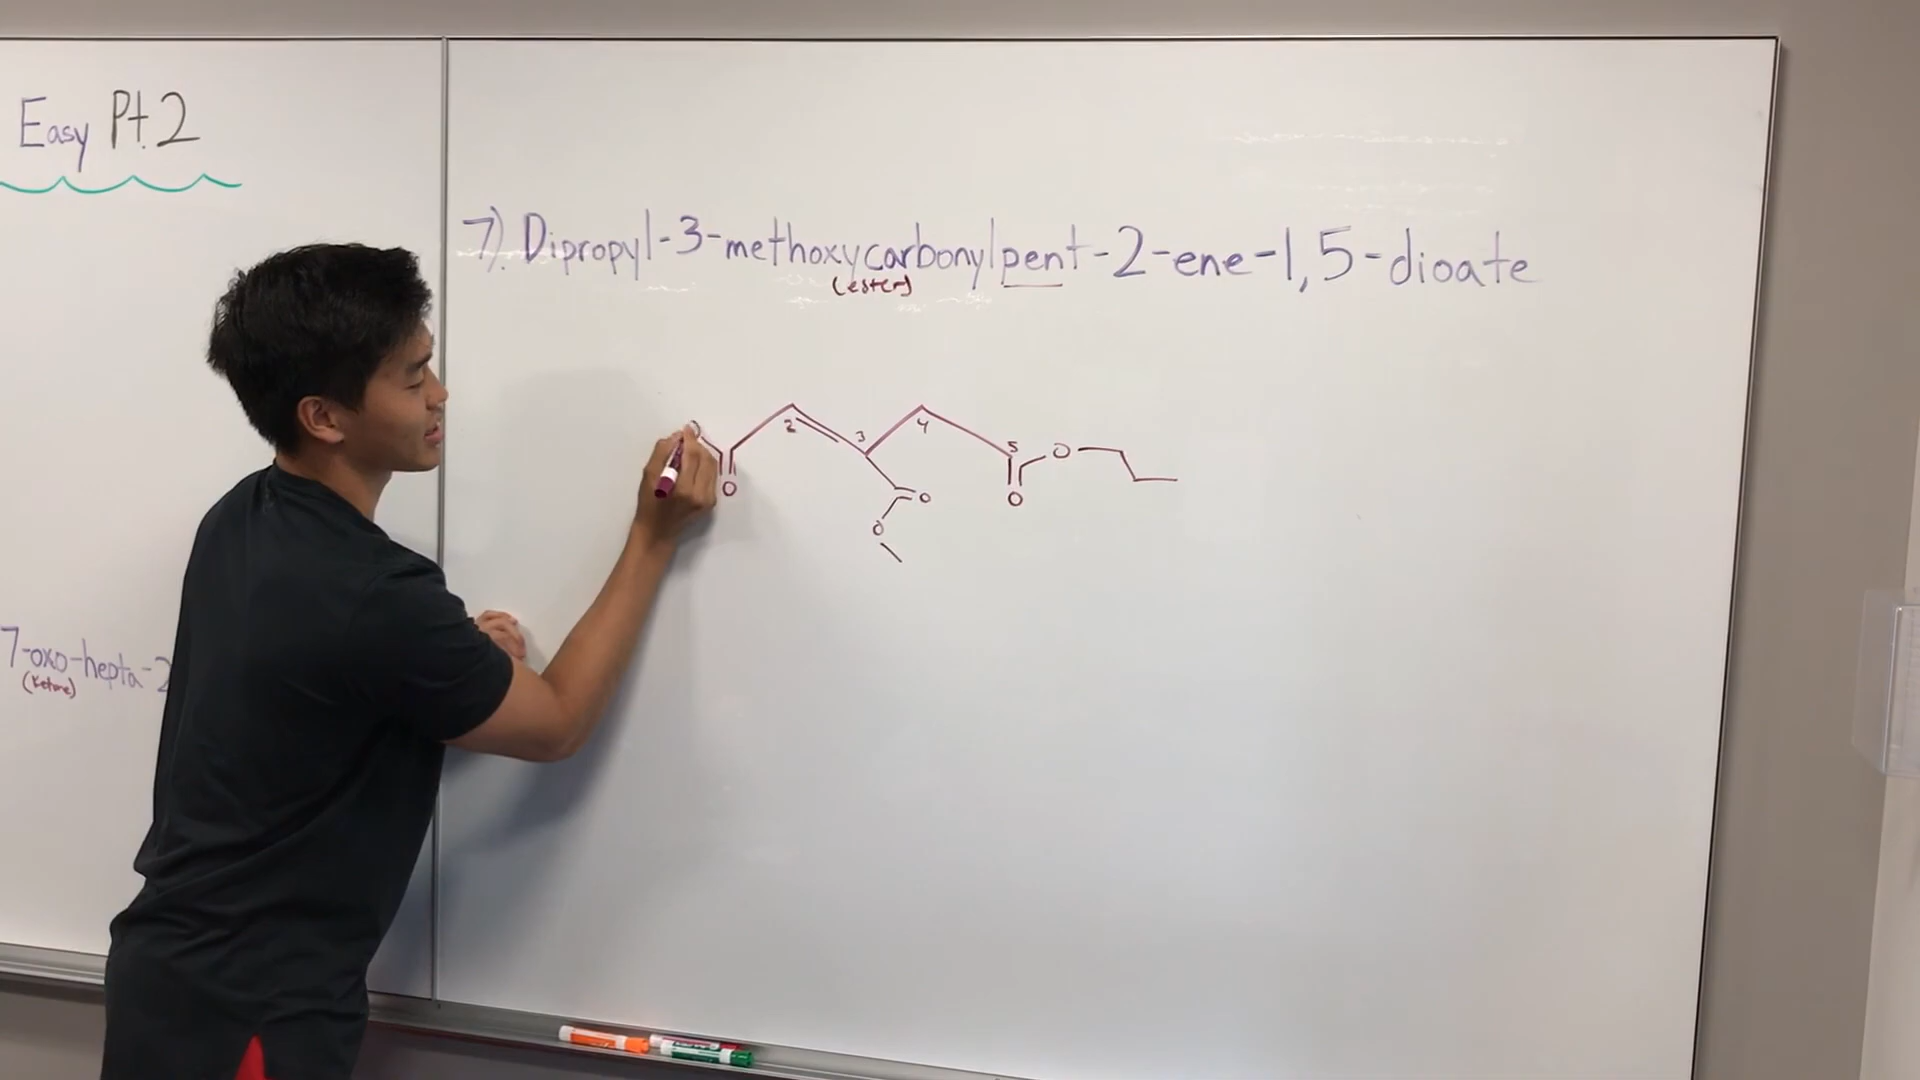 Easy Pt.2
7). Dipropyl-3-methoxycarbonylpent-2-ene-1,5-dioate
(ester)
2 3 4 5
O O
O O
O
O
7-oxo-hepta-2
(ketone)